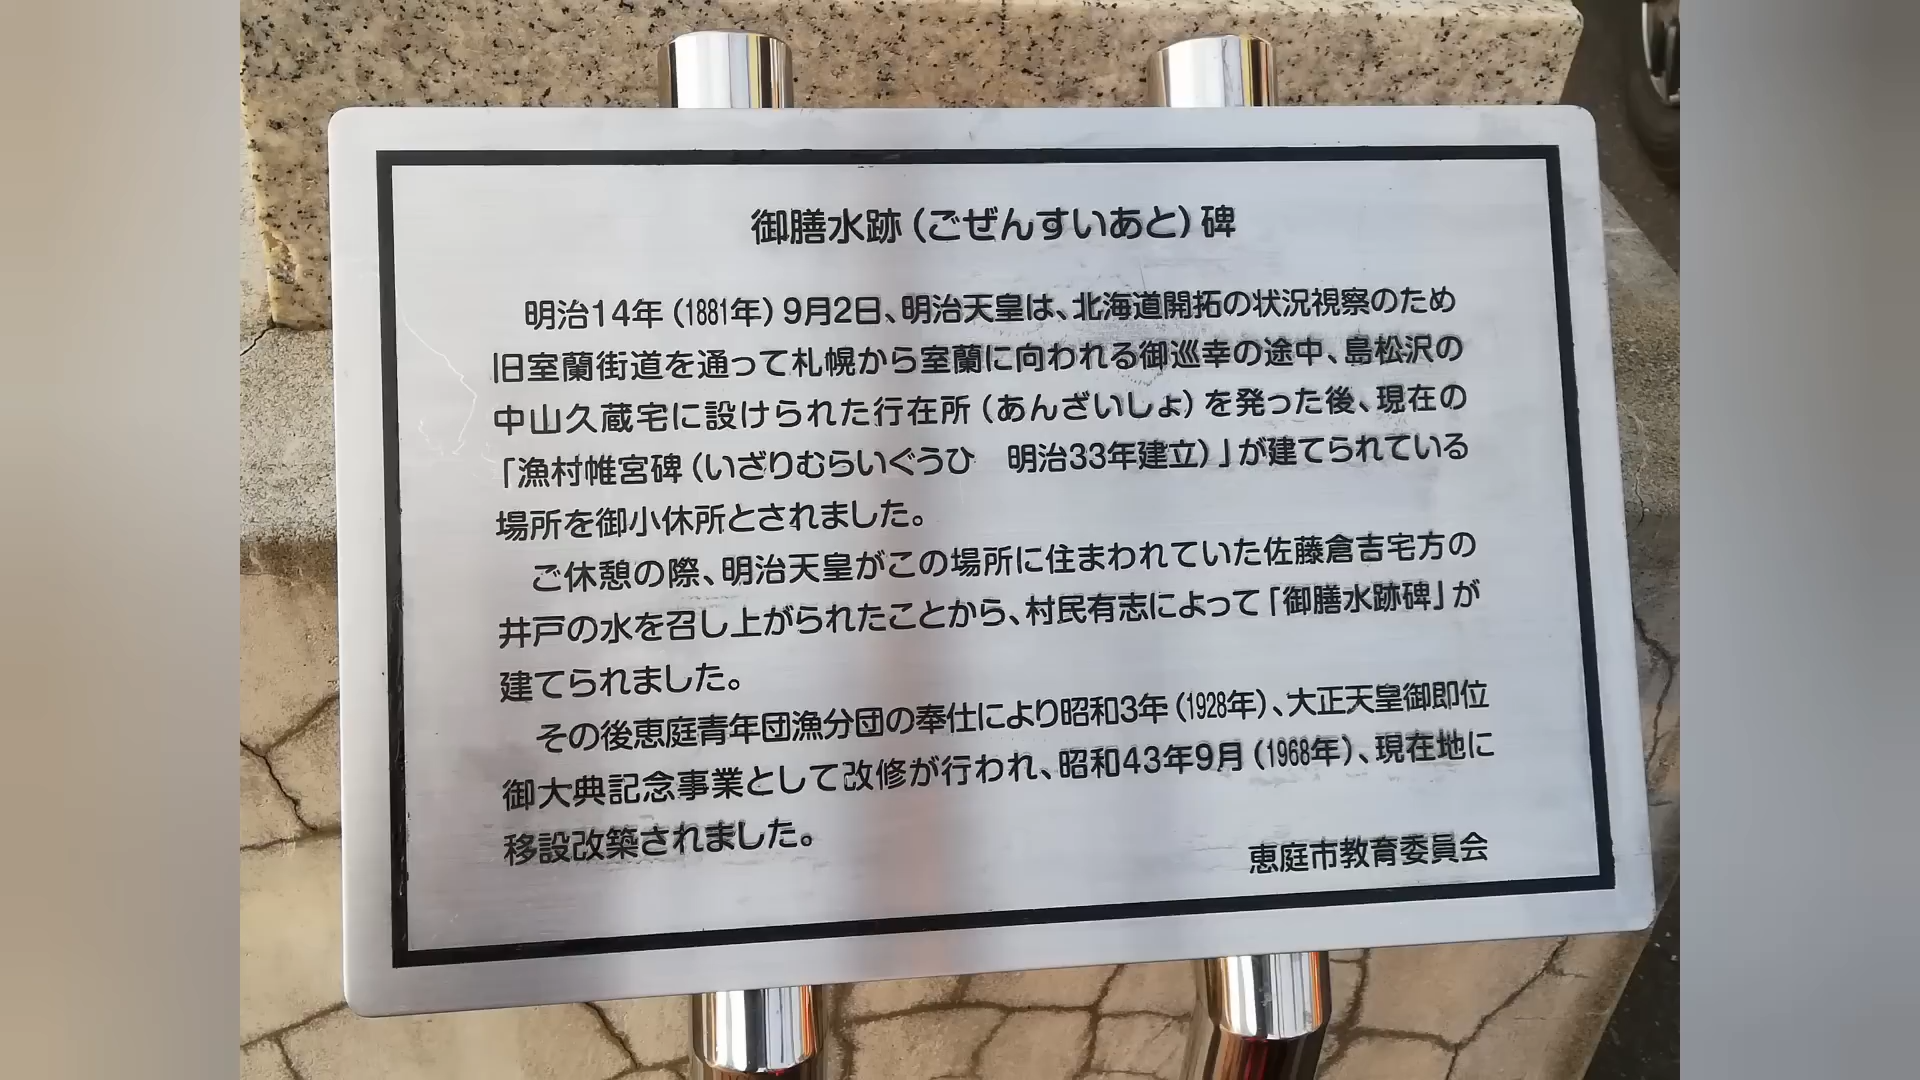 御膳水跡(ごぜんすいあと)碑
明治14年(1881年)9月2日、明治天皇は、北海道開拓の状況視察のため
旧室蘭街道を通って札幌から室蘭に向われる御巡幸の途中、島松沢の
中山久蔵宅に設けられた行在所(あんざいしょ)を発った後、現在の
「漁村帷宮碑(いざりむらいぐうひ 明治33年建立)」が建てられている
場所を御小休所とされました。
ご休憩の際、明治天皇がこの場所に住まわれていた佐藤倉吉宅方の
井戸の水を召し上がられたことから、村民有志によって「御膳水跡碑」が
建てられました。
その後恵庭青年団漁分団の奉仕により昭和3年(1928年)、大正天皇御即位
御大典記念事業として改修が行われ、昭和43年9月(1968年)、現在地に
移設改築されました。
恵庭市教育委員会